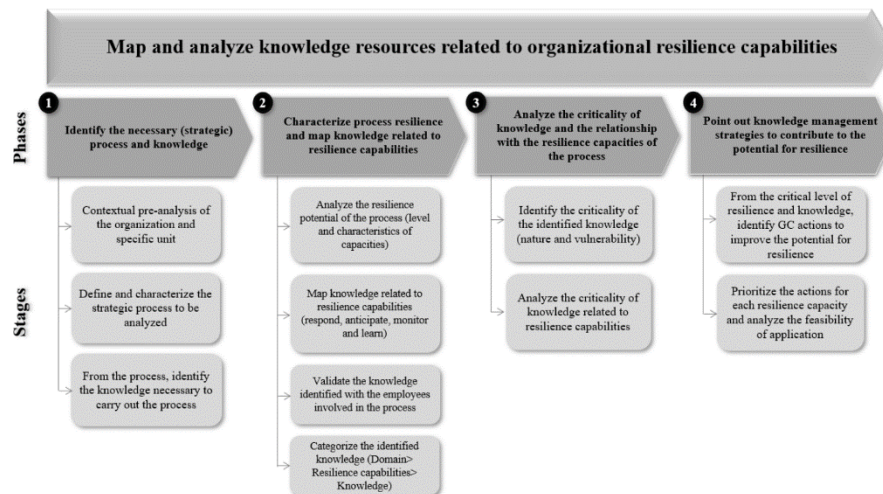 Map and analyze knowledge resources related to organizational resilience capabilities
Phases
1
Identify the necessary (strategic)
process and knowledge
2
Characterize process resilience
and map knowledge related to
resilience capabilities
3
Analyze the criticality of
knowledge and the relationship
with the resilience capacities of
the process
4
Point out knowledge management
strategies to contribute to the
potential for resilience
Stages
Contextual pre-analysis of
the organization and
specific unit
Define and characterize the
strategic process to be
analyzed
From the process, identify
the knowledge necessary to
carry out the process
Analyze the resilience
potential of the process (level
and characteristics of
capacities)
Map knowledge related to
resilience capabilities
(respond, anticipate, monitor
and learn)
Validate the knowledge
identified with the employees
involved in the process
Categorize the identified
knowledge (Domain>
Resilience capabilities>
Knowledge)
Identify the criticality of
the identified knowledge
(nature and vulnerability)
Analyze the criticality of
knowledge related to
resilience capabilities
From the critical level of
resilience and knowledge,
identify GC actions to
improve the potential for
resilience
Prioritize the actions for
each resilience capacity
and analyze the feasibility
of application